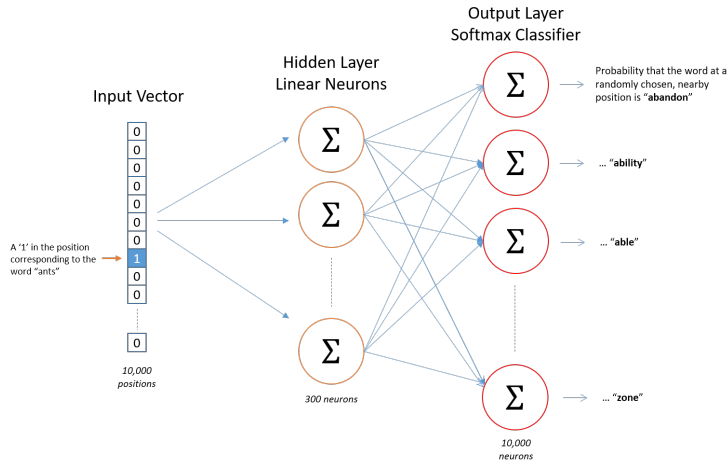 Output Layer
Softmax Classifier
Hidden Layer
Linear Neurons
Input Vector
0
0
0
0
0
0
0
1
0
0
0
A ‘1’ in the position
corresponding to the
word “ants”
10,000
positions
Σ
Σ
Σ
300 neurons
Σ
Σ
Σ
Σ
10,000
neurons
Probability that the word at a
randomly chosen, nearby
position is “abandon”
... “ability”
... “able”
... “zone”